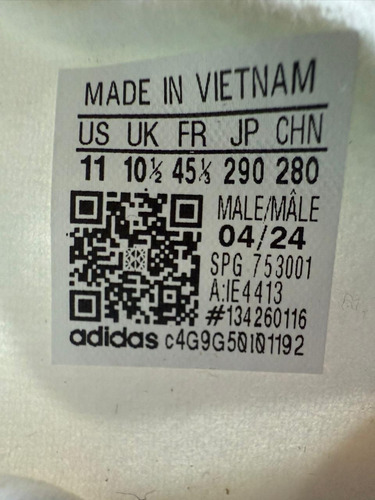 MADE IN VIETNAM
US UK FR JP CHN
11 10½ 45⅓ 290 280
MALE/MÂLE
04/24
SPG 753001
A:IE4413
#134260116
adidas c4G9G50I01192